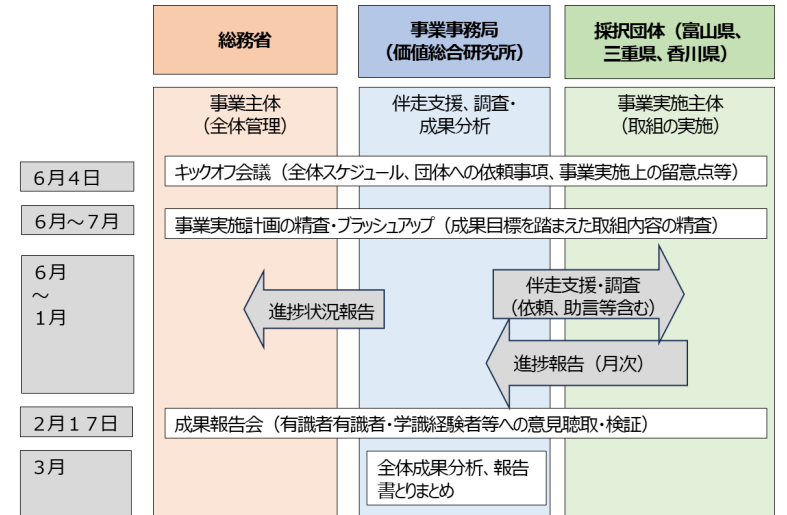 総務省
事業事務局
（価値総合研究所）
採択団体（富山県、
三重県、香川県）
事業主体
（全体管理）
伴走支援、調査・
成果分析
事業実施主体
（取組の実施）
６月４日
キックオフ会議（全体スケジュール、団体への依頼事項、事業実施上の留意点等）
６月～７月
事業実施計画の精査・ブラッシュアップ（成果目標を踏まえた取組内容の精査）
６月
～
１月
進捗状況報告
伴走支援・調査
（依頼、助言等含む）
進捗報告（月次）
２月１７日
成果報告会（有識者有識者・学識経験者等への意見聴取・検証）
３月
全体成果分析、報告
書とりまとめ